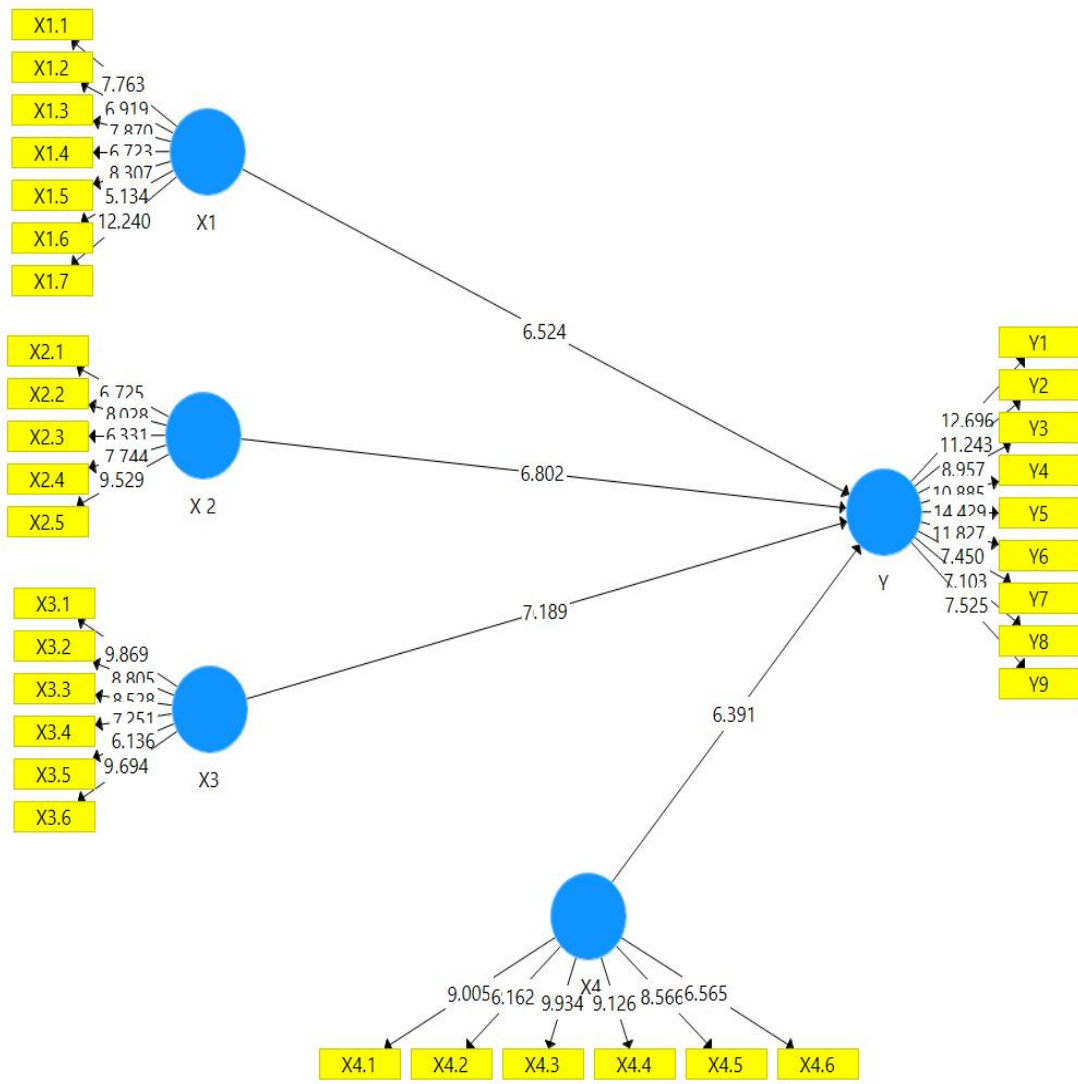 X1.1
X1.2
X1.3
X1.4
X1.5
X1.6
X1.7
7.763
6.919
7.870
6.723
8.307
5.134
12.240
X1
6.524
X2.1
X2.2
X2.3
X2.4
X2.5
6.725
8.028
6.331
7.744
9.529
X 2
6.802
X3.1
X3.2
X3.3
X3.4
X3.5
X3.6
9.869
8.805
8.528
7.251
6.136
9.694
X3
7.189
Y
12.696
11.243
8.957
10.885
14.429
11.827
7.450
7.103
7.525
Y1
Y2
Y3
Y4
Y5
Y6
Y7
Y8
Y9
6.391
X4
9.005 6.162 9.934 9.126 8.566 6.565
X4.1 X4.2 X4.3 X4.4 X4.5 X4.6